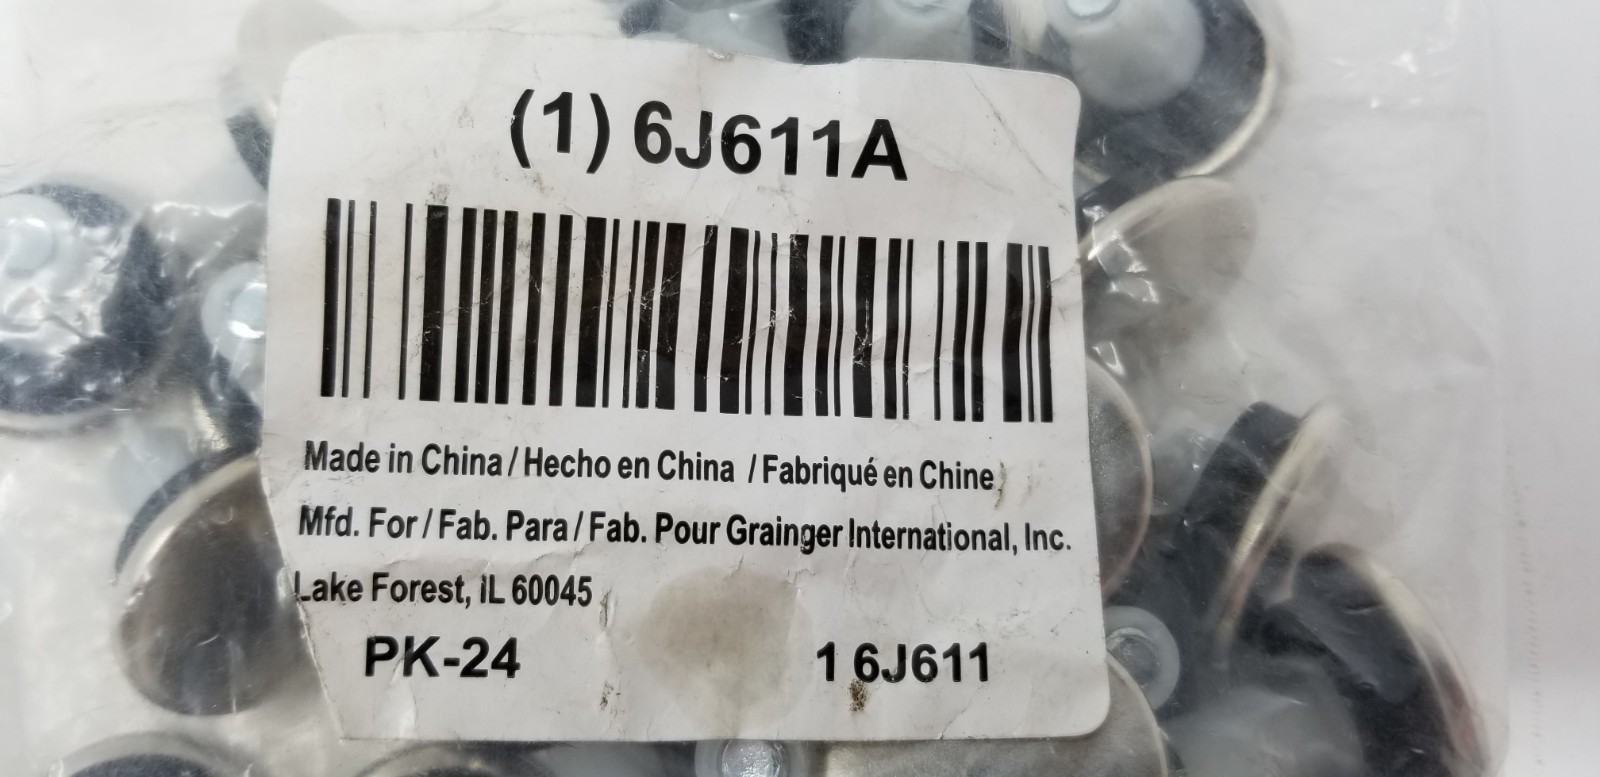 (1) 6J611A
Made in China / Hecho en China / Fabriqué en Chine
Mfd. For / Fab. Para / Fab. Pour Grainger International, Inc.
Lake Forest, IL 60045
PK-24 1 6J611